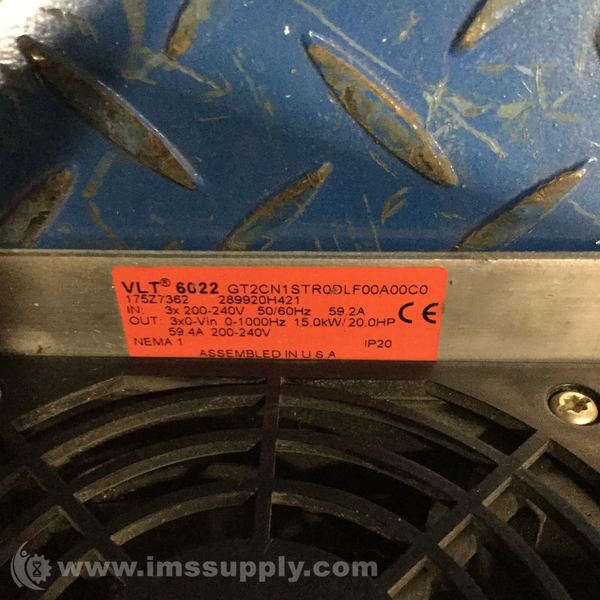 VLT® 6022 GT2CN1STR0DLF00A00C0
175Z7362 289920H421
IN: 3x 200-240V 50/60Hz 59.2A
OUT: 3x0-Vin 0-1000Hz 15.0kW/20.0HP
59.4A 200-240V
CE
NEMA 1 IP20
ASSEMBLED IN U.S.A
www.imssupply.com